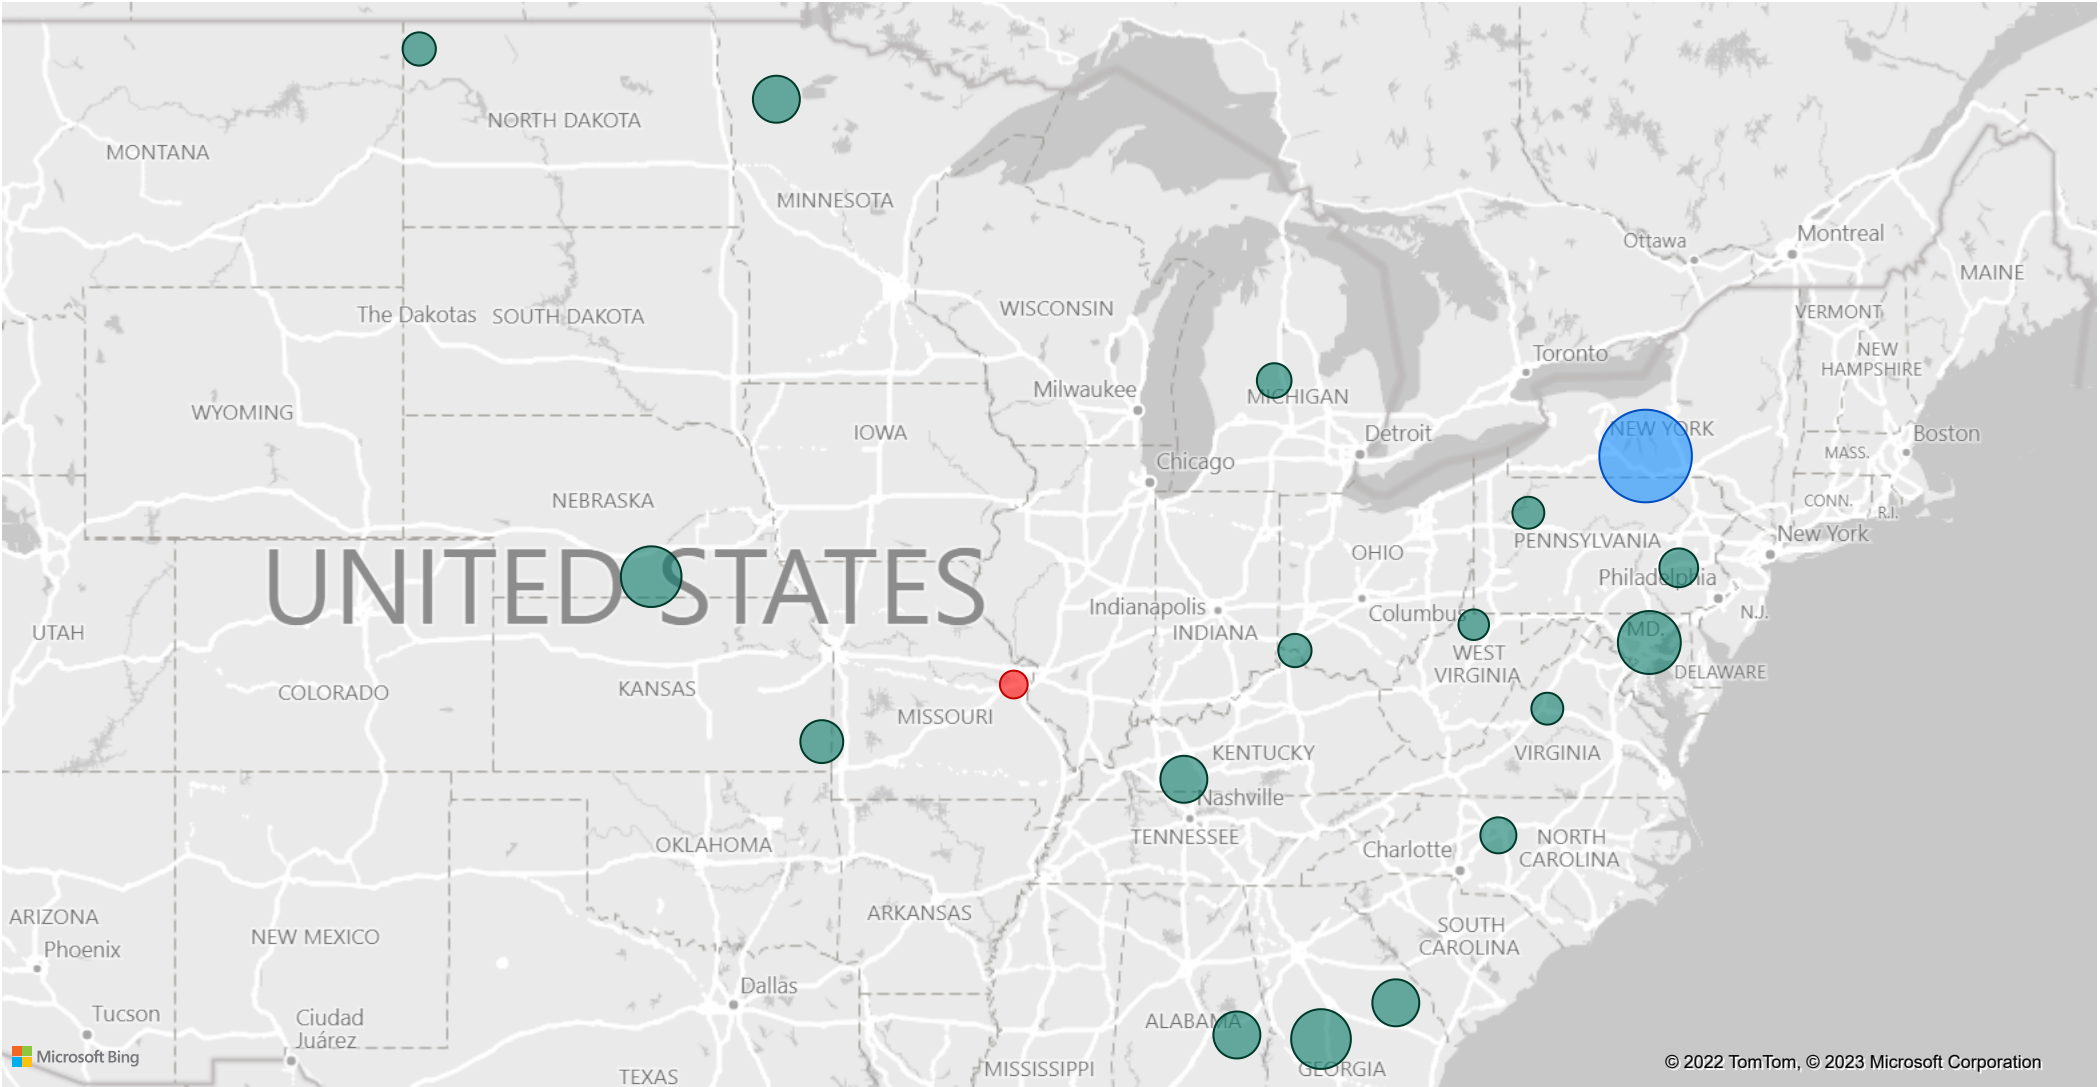 NORTH DAKOTA
MONTANA
MINNESOTA
Ottawa
Montreal
MAINE
The Dakotas
SOUTH DAKOTA
WISCONSIN
VERMONT
NEW
HAMPSHIRE
Toronto
Milwaukee
MICHIGAN
WYOMING
IOWA
Detroit
NEW YORK
Boston
MASS.
Chicago
NEBRASKA
CONN.
R.I.
New York
PENNSYLVANIA
OHIO
UNITED STATES
Philadelphia
Indianapolis
Columbus
N.J.
UTAH
INDIANA
MD.
WEST
VIRGINIA
DELAWARE
COLORADO
KANSAS
MISSOURI
KENTUCKY
VIRGINIA
Nashville
TENNESSEE
OKLAHOMA
Charlotte
NORTH
CAROLINA
ARIZONA
ARKANSAS
SOUTH
CAROLINA
NEW MEXICO
Phoenix
Dallas
Tucson
Ciudad
Juárez
ALABAMA
Microsoft Bing
MISSISSIPPI
GEORGIA
TEXAS
© 2022 TomTom, © 2023 Microsoft Corporation